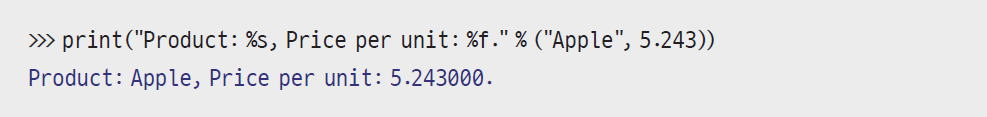 >>> print("Product: %s, Price per unit: %f." % ("Apple", 5.243))
Product: Apple, Price per unit: 5.243000.